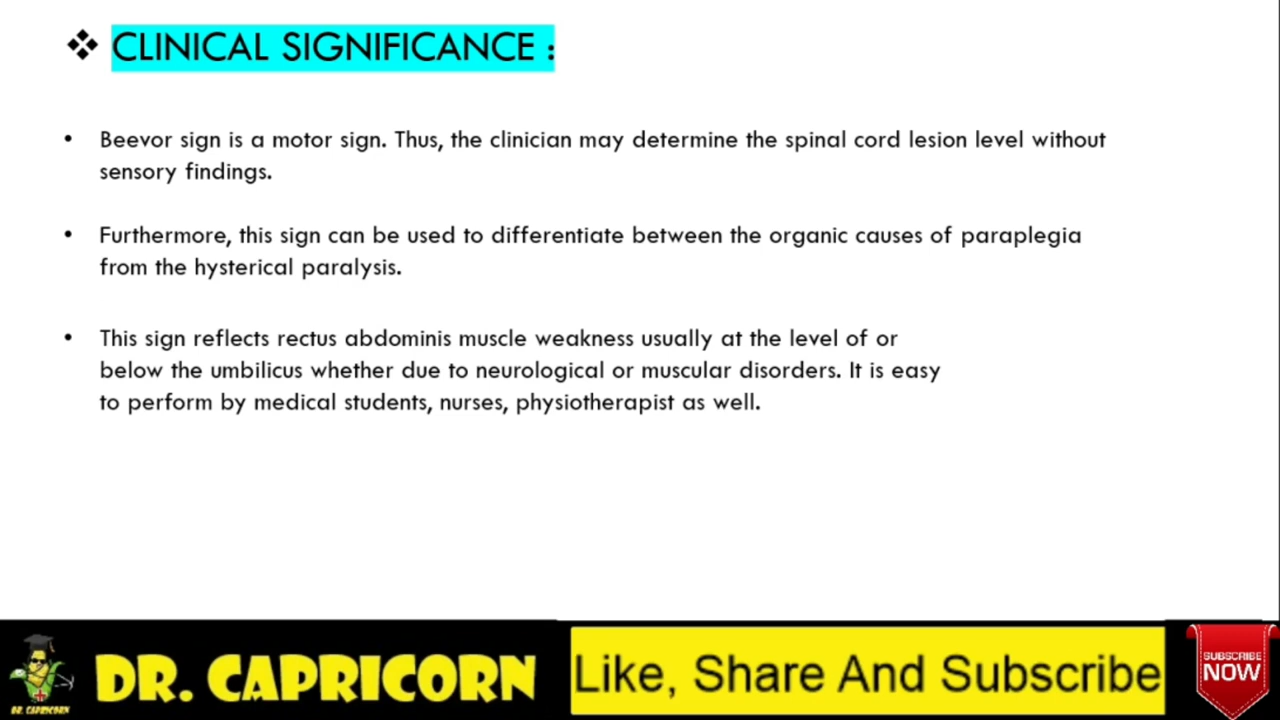 ❖ CLINICAL SIGNIFICANCE :
• Beevor sign is a motor sign. Thus, the clinician may determine the spinal cord lesion level without
sensory findings.
• Furthermore, this sign can be used to differentiate between the organic causes of paraplegia
from the hysterical paralysis.
• This sign reflects rectus abdominis muscle weakness usually at the level of or
below the umbilicus whether due to neurological or muscular disorders. It is easy
to perform by medical students, nurses, physiotherapist as well.
DR. CAPRICORN
DR. CAPRICORN
Like, Share And Subscribe
SUBSCRIBE
NOW